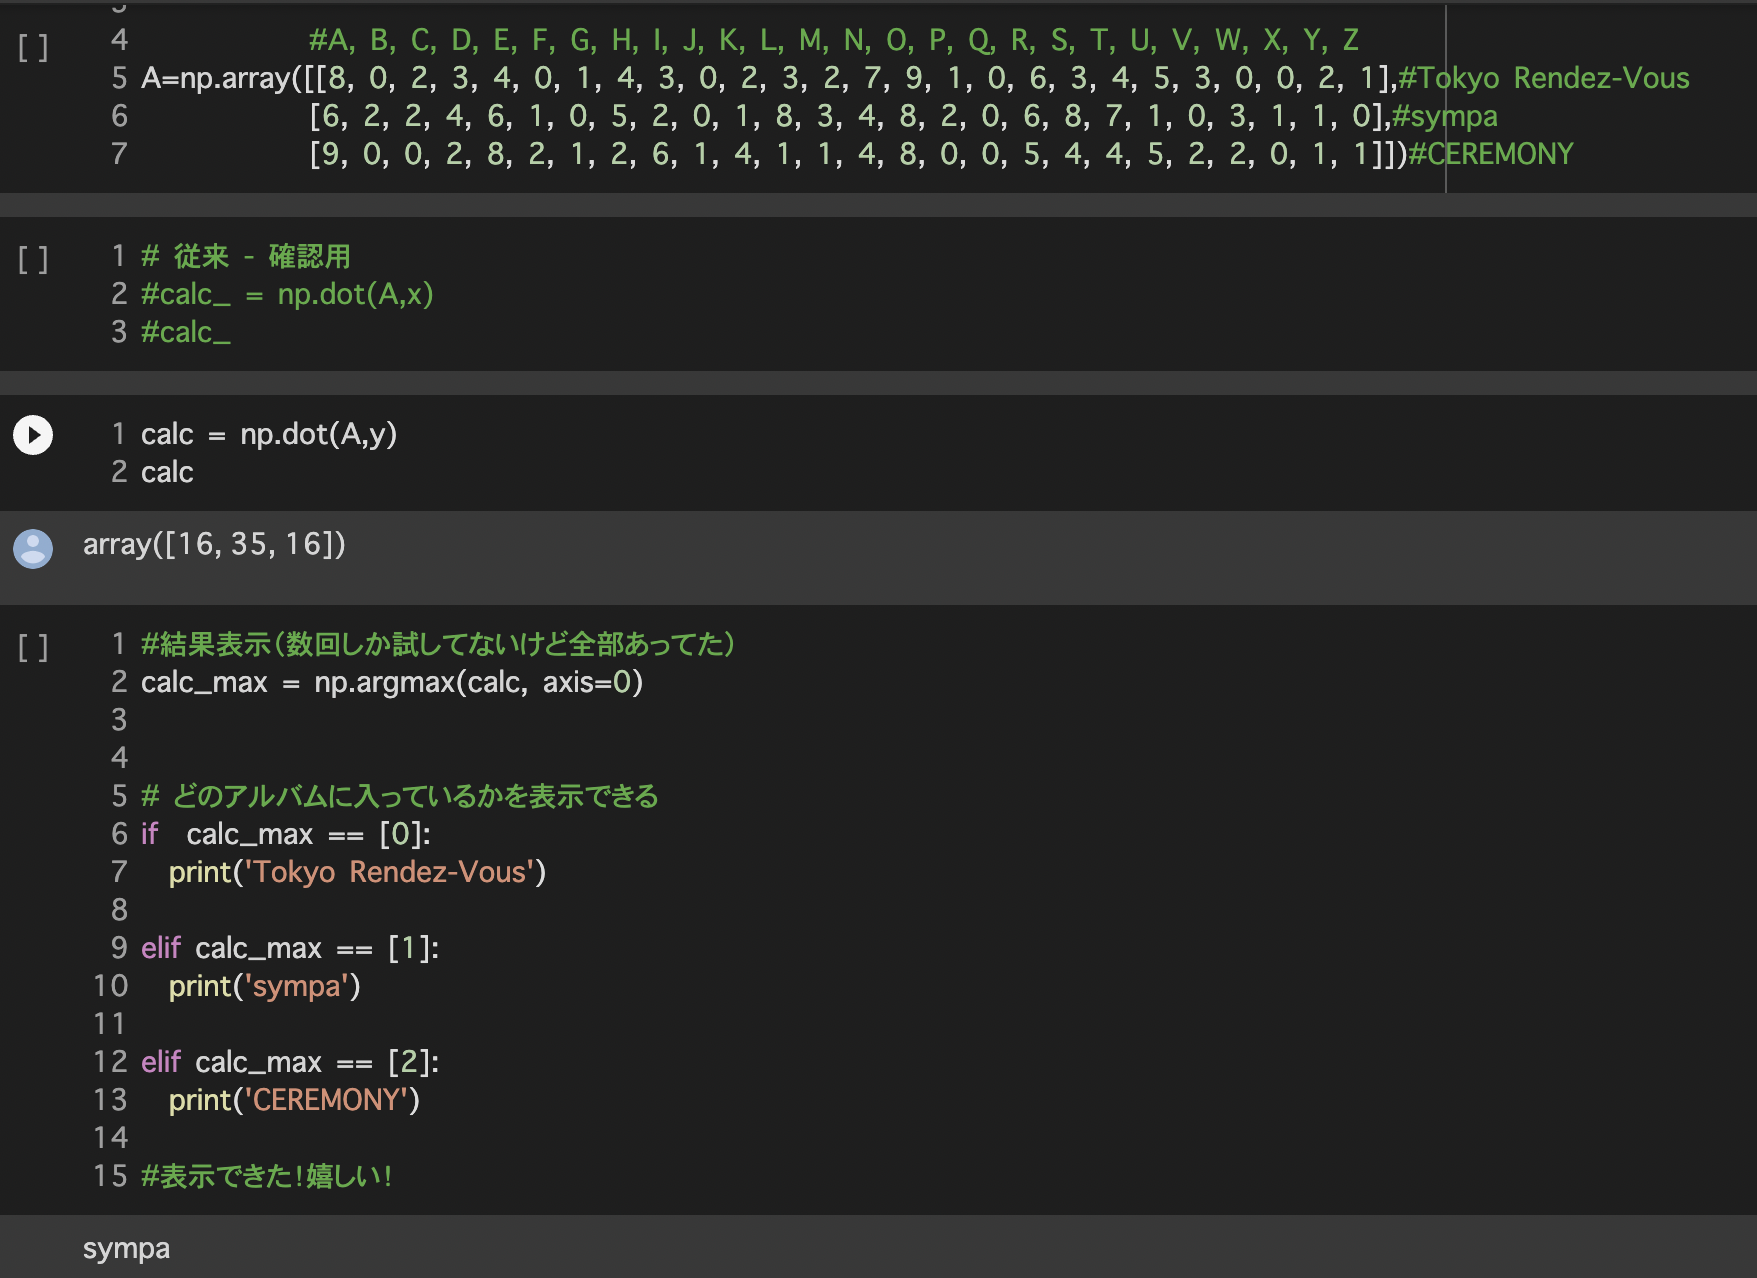 [ ] 4 #A, B, C, D, E, F, G, H, I, J, K, L, M, N, O, P, Q, R, S, T, U, V, W, X, Y, Z
5 A=np.array([[8, 0, 2, 3, 4, 0, 1, 4, 3, 0, 2, 3, 2, 7, 9, 1, 0, 6, 3, 4, 5, 3, 0, 0, 2, 1],#Tokyo Rendez-Vous
6 [6, 2, 2, 4, 6, 1, 0, 5, 2, 0, 1, 8, 3, 4, 8, 2, 0, 6, 8, 7, 1, 0, 3, 1, 1, 0],#sympa
7 [9, 0, 0, 2, 8, 2, 1, 2, 6, 1, 4, 1, 1, 4, 8, 0, 0, 5, 4, 4, 5, 2, 2, 0, 1, 1]])#CEREMONY
[ ] 1 # 従来 - 確認用
2 #calc_ = np.dot(A,x)
3 #calc_
1 calc = np.dot(A,y)
2 calc
array([16, 35, 16])
[ ] 1 #結果表示（数回しか試してないけど全部あってた）
2 calc_max = np.argmax(calc, axis=0)
3
4
5 # どのアルバムに入っているかを表示できる
6 if calc_max == [0]:
7 print('Tokyo Rendez-Vous')
8
9 elif calc_max == [1]:
10 print('sympa')
11
12 elif calc_max == [2]:
13 print('CEREMONY')
14
15 #表示できた！嬉しい！
sympa